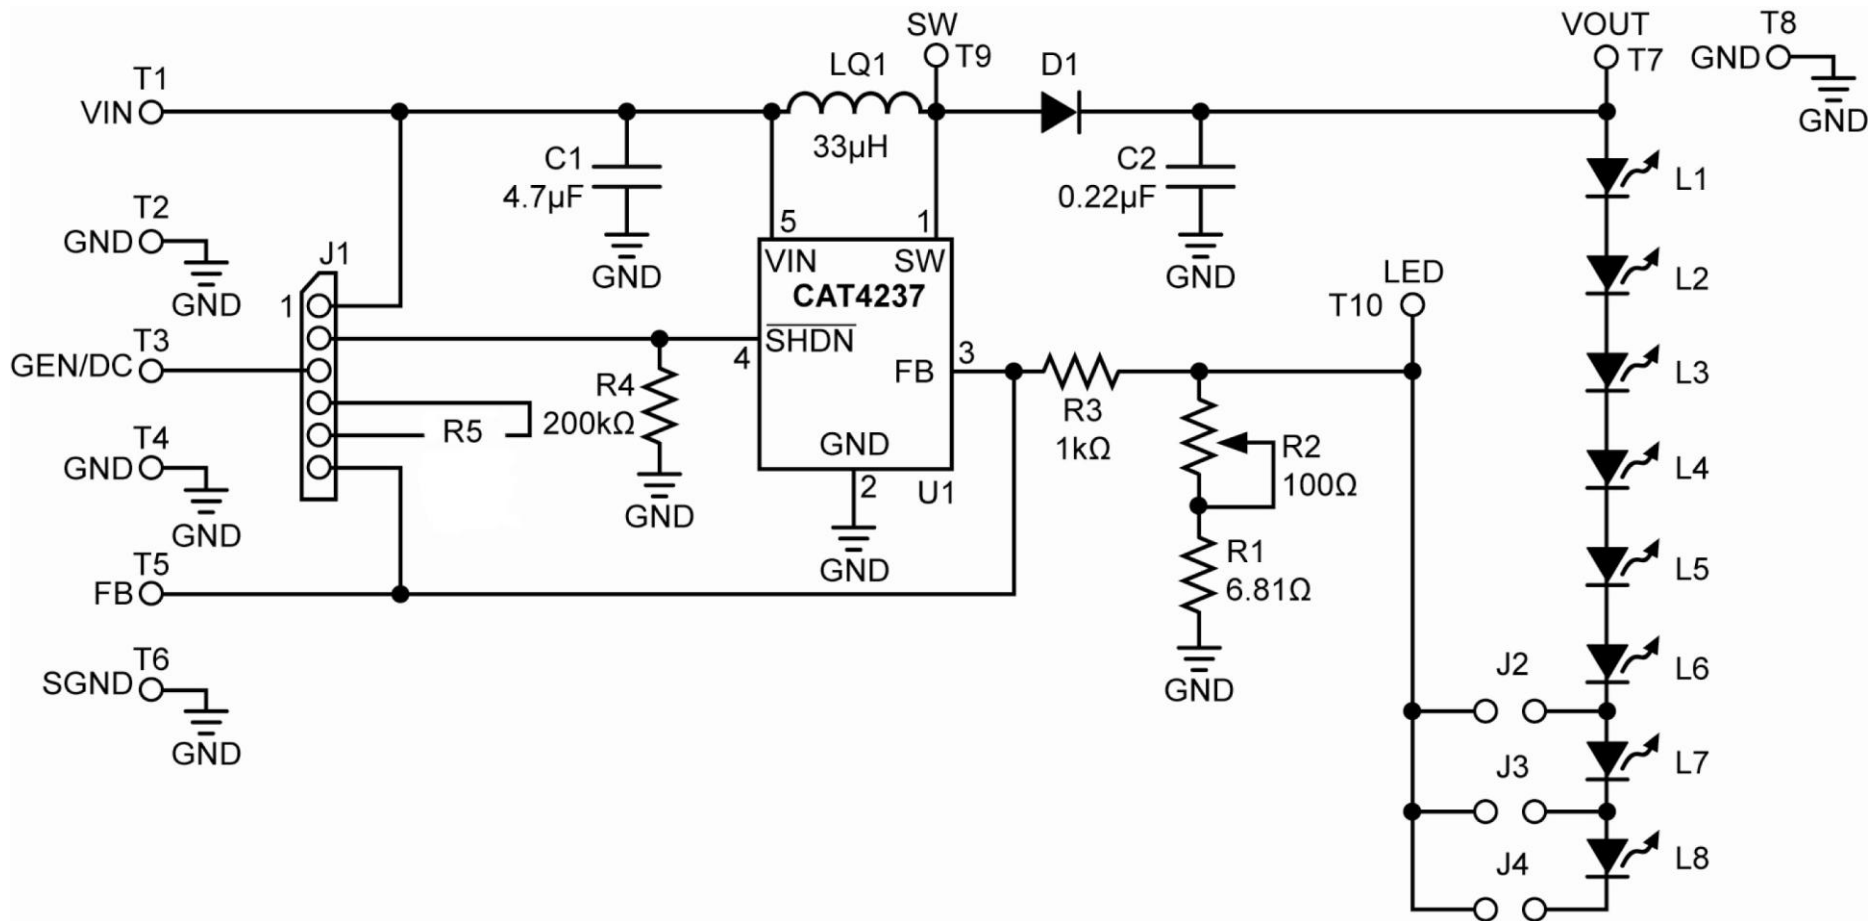 SW
T9
VOUT
T7
T8
GND
GND
T1
VIN
LQ1
33µH
D1
C1
4.7µF
GND
C2
0.22µF
GND
L1
T2
GND
GND
J1
1
5
1
VIN
SW
CAT4237
SHDN
4
FB
3
GND
2
U1
GND
LED
T10
L2
T3
GEN/DC
R4
200kΩ
GND
R5
R3
1kΩ
R2
100Ω
L3
T4
GND
GND
L4
T5
FB
R1
6.81Ω
GND
L5
T6
SGND
GND
L6
J2
L7
J3
L8
J4